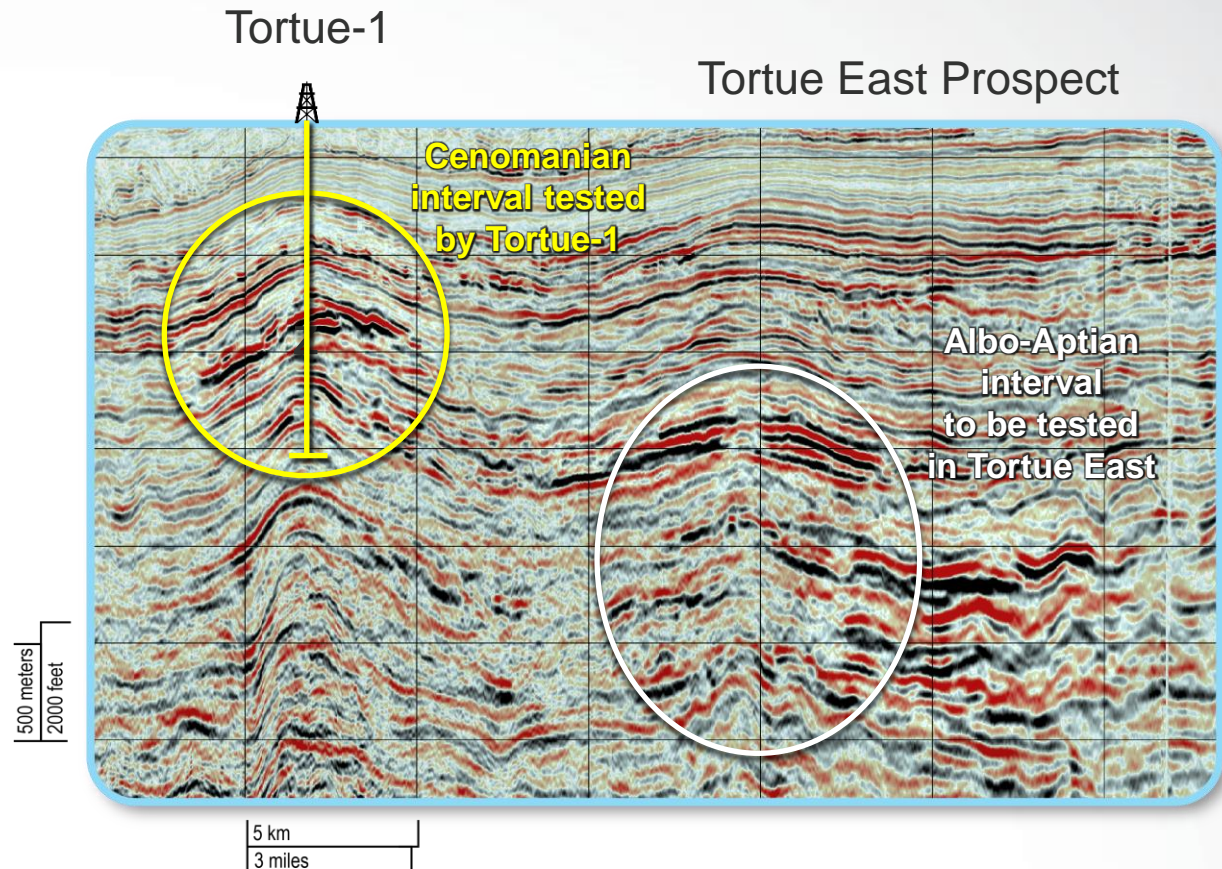 Tortue-1
Tortue East Prospect
Cenomanian
interval tested
by Tortue-1
Albo-Aptian
interval
to be tested
in Tortue East
500 meters
2000 feet
5 km
3 miles